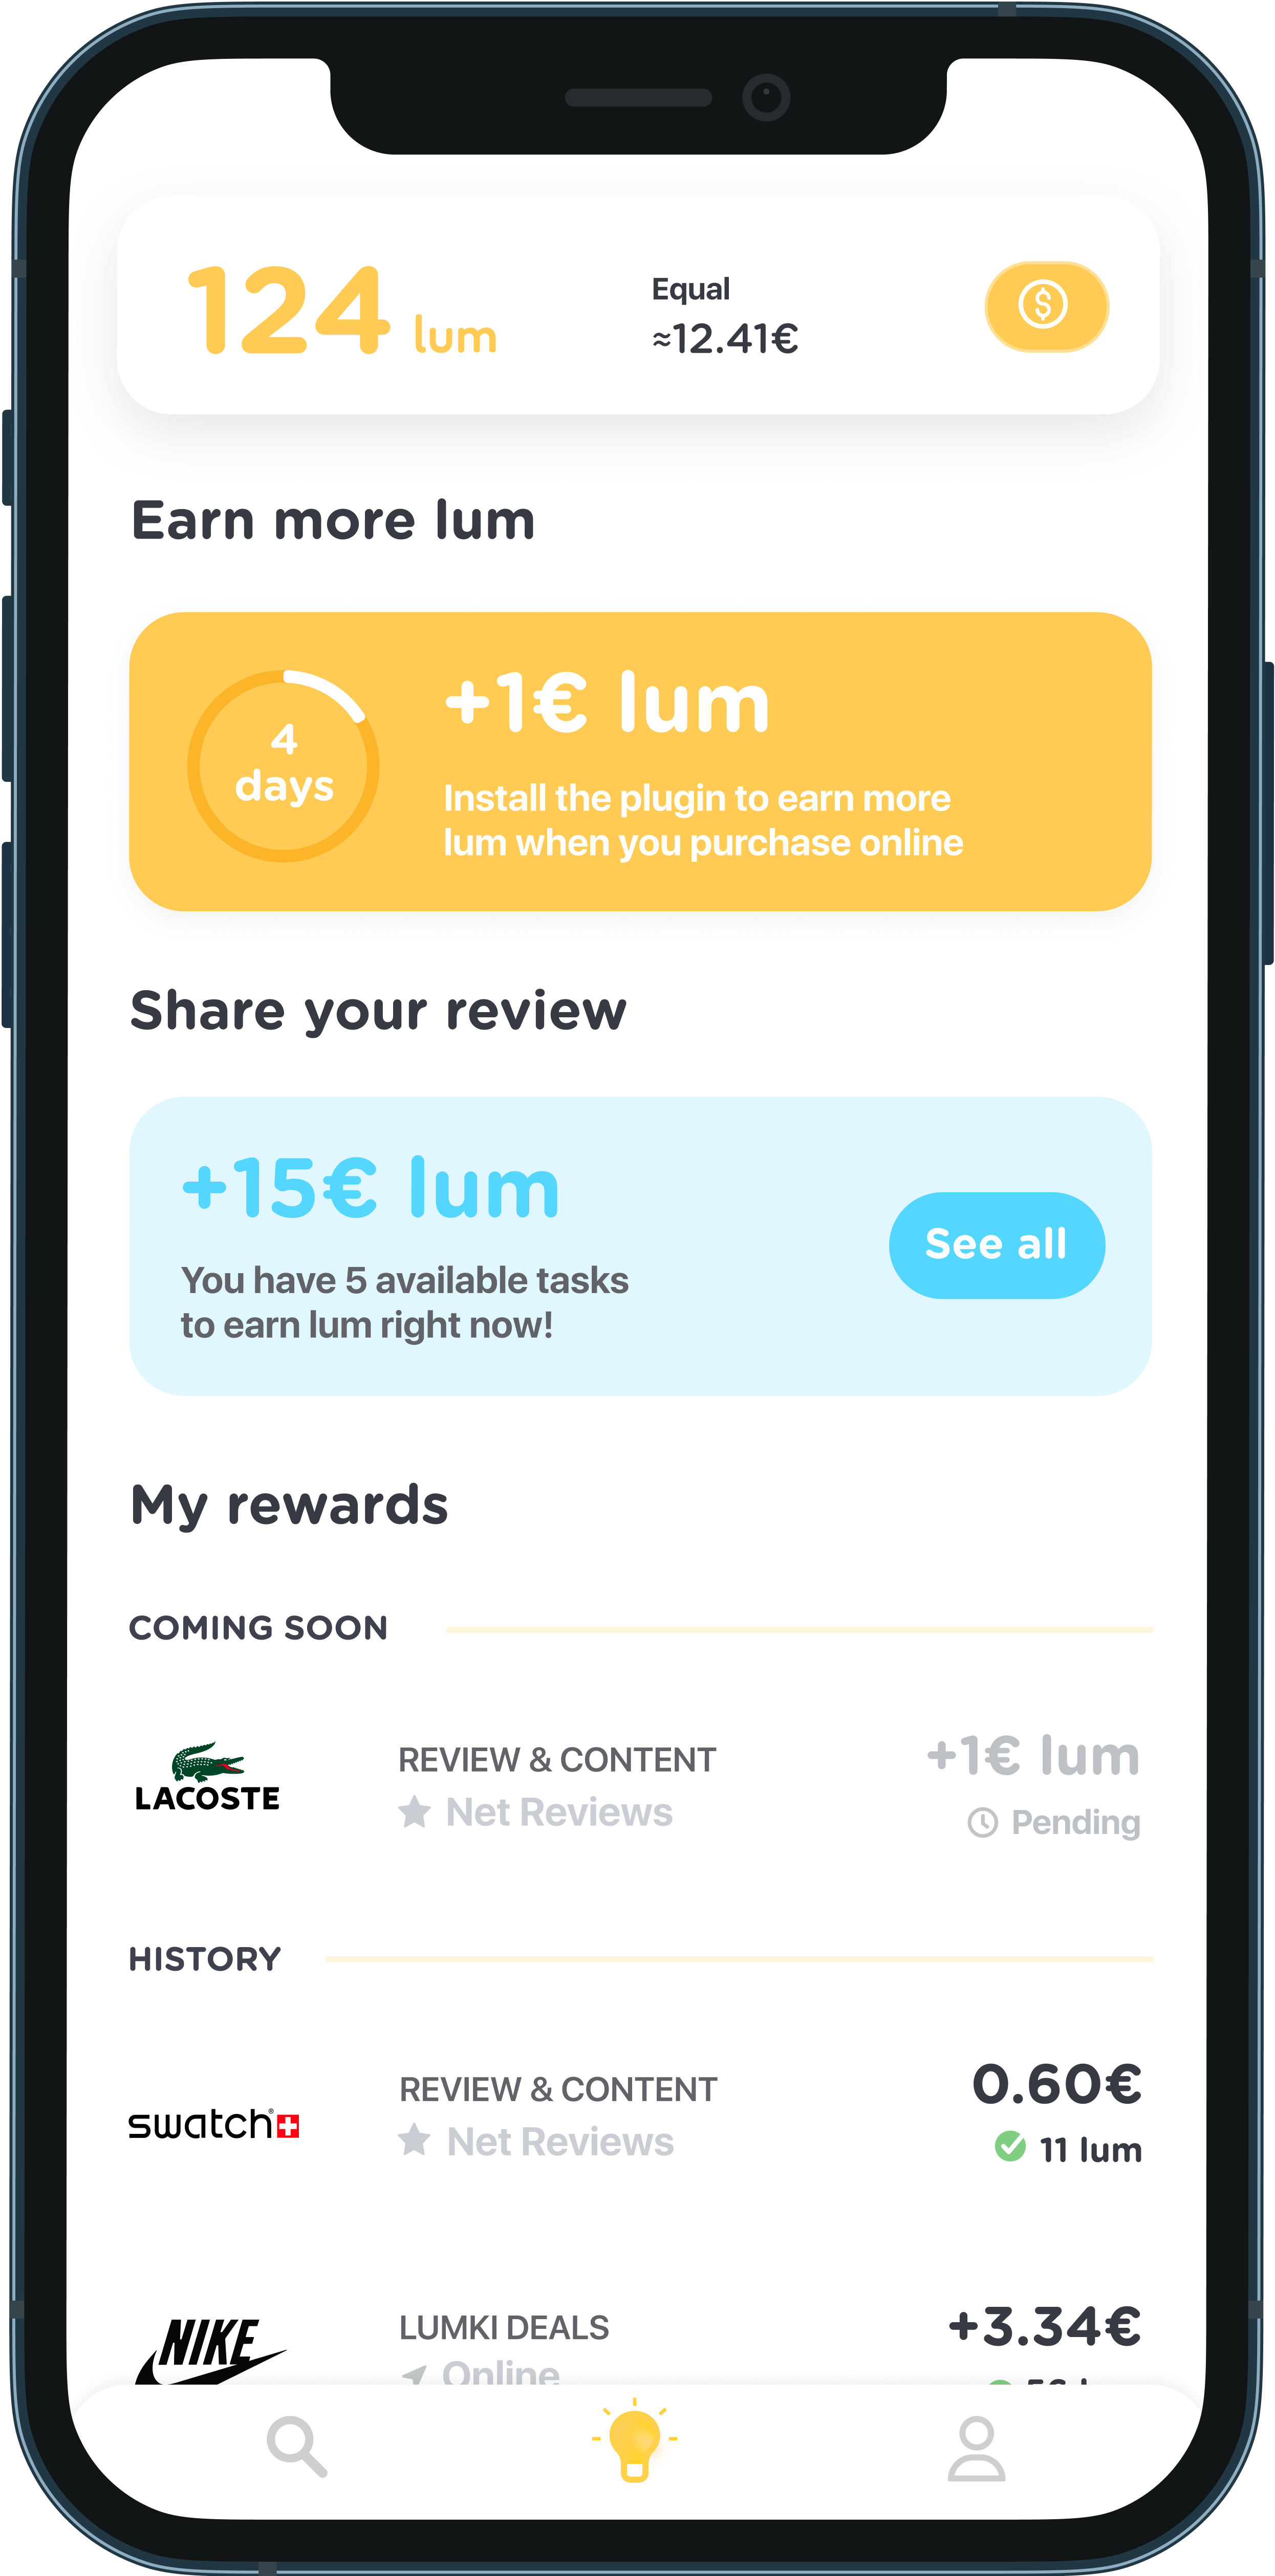 124 lum
Equal
≈12.41€
Earn more lum
4
days
+1€ lum
Install the plugin to earn more
lum when you purchase online
Share your review
+15€ lum
You have 5 available tasks
to earn lum right now!
See all
My rewards
COMING SOON
LACOSTE
REVIEW & CONTENT
Net Reviews
+1€ lum
Pending
HISTORY
swatch®
REVIEW & CONTENT
Net Reviews
0.60€
11 lum
NIKE
LUMKI DEALS
Online
+3.34€